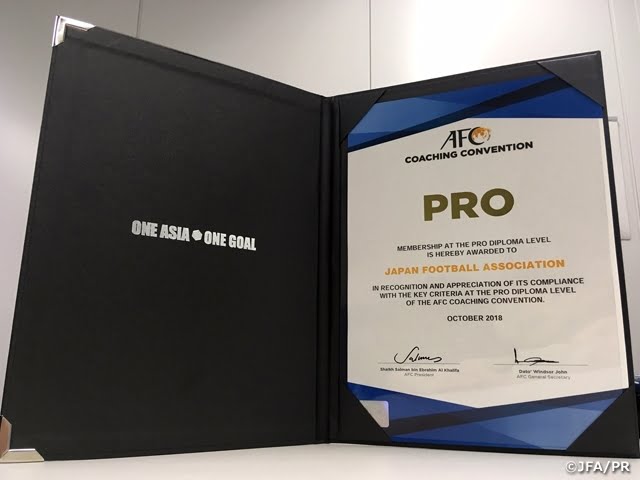 ONE ASIA ONE GOAL
AFC
COACHING CONVENTION
PRO
MEMBERSHIP AT THE PRO DIPLOMA LEVEL
IS HEREBY AWARDED TO
JAPAN FOOTBALL ASSOCIATION
IN RECOGNITION AND APPRECIATION OF ITS COMPLIANCE
WITH THE KEY CRITERIA AT THE PRO DIPLOMA LEVEL
OF THE AFC COACHING CONVENTION.
OCTOBER 2018
Shaikh Salman bin Ebrahim Al Khalifa
AFC President
Dato' Windsor John
AFC General Secretary
©JFA/PR